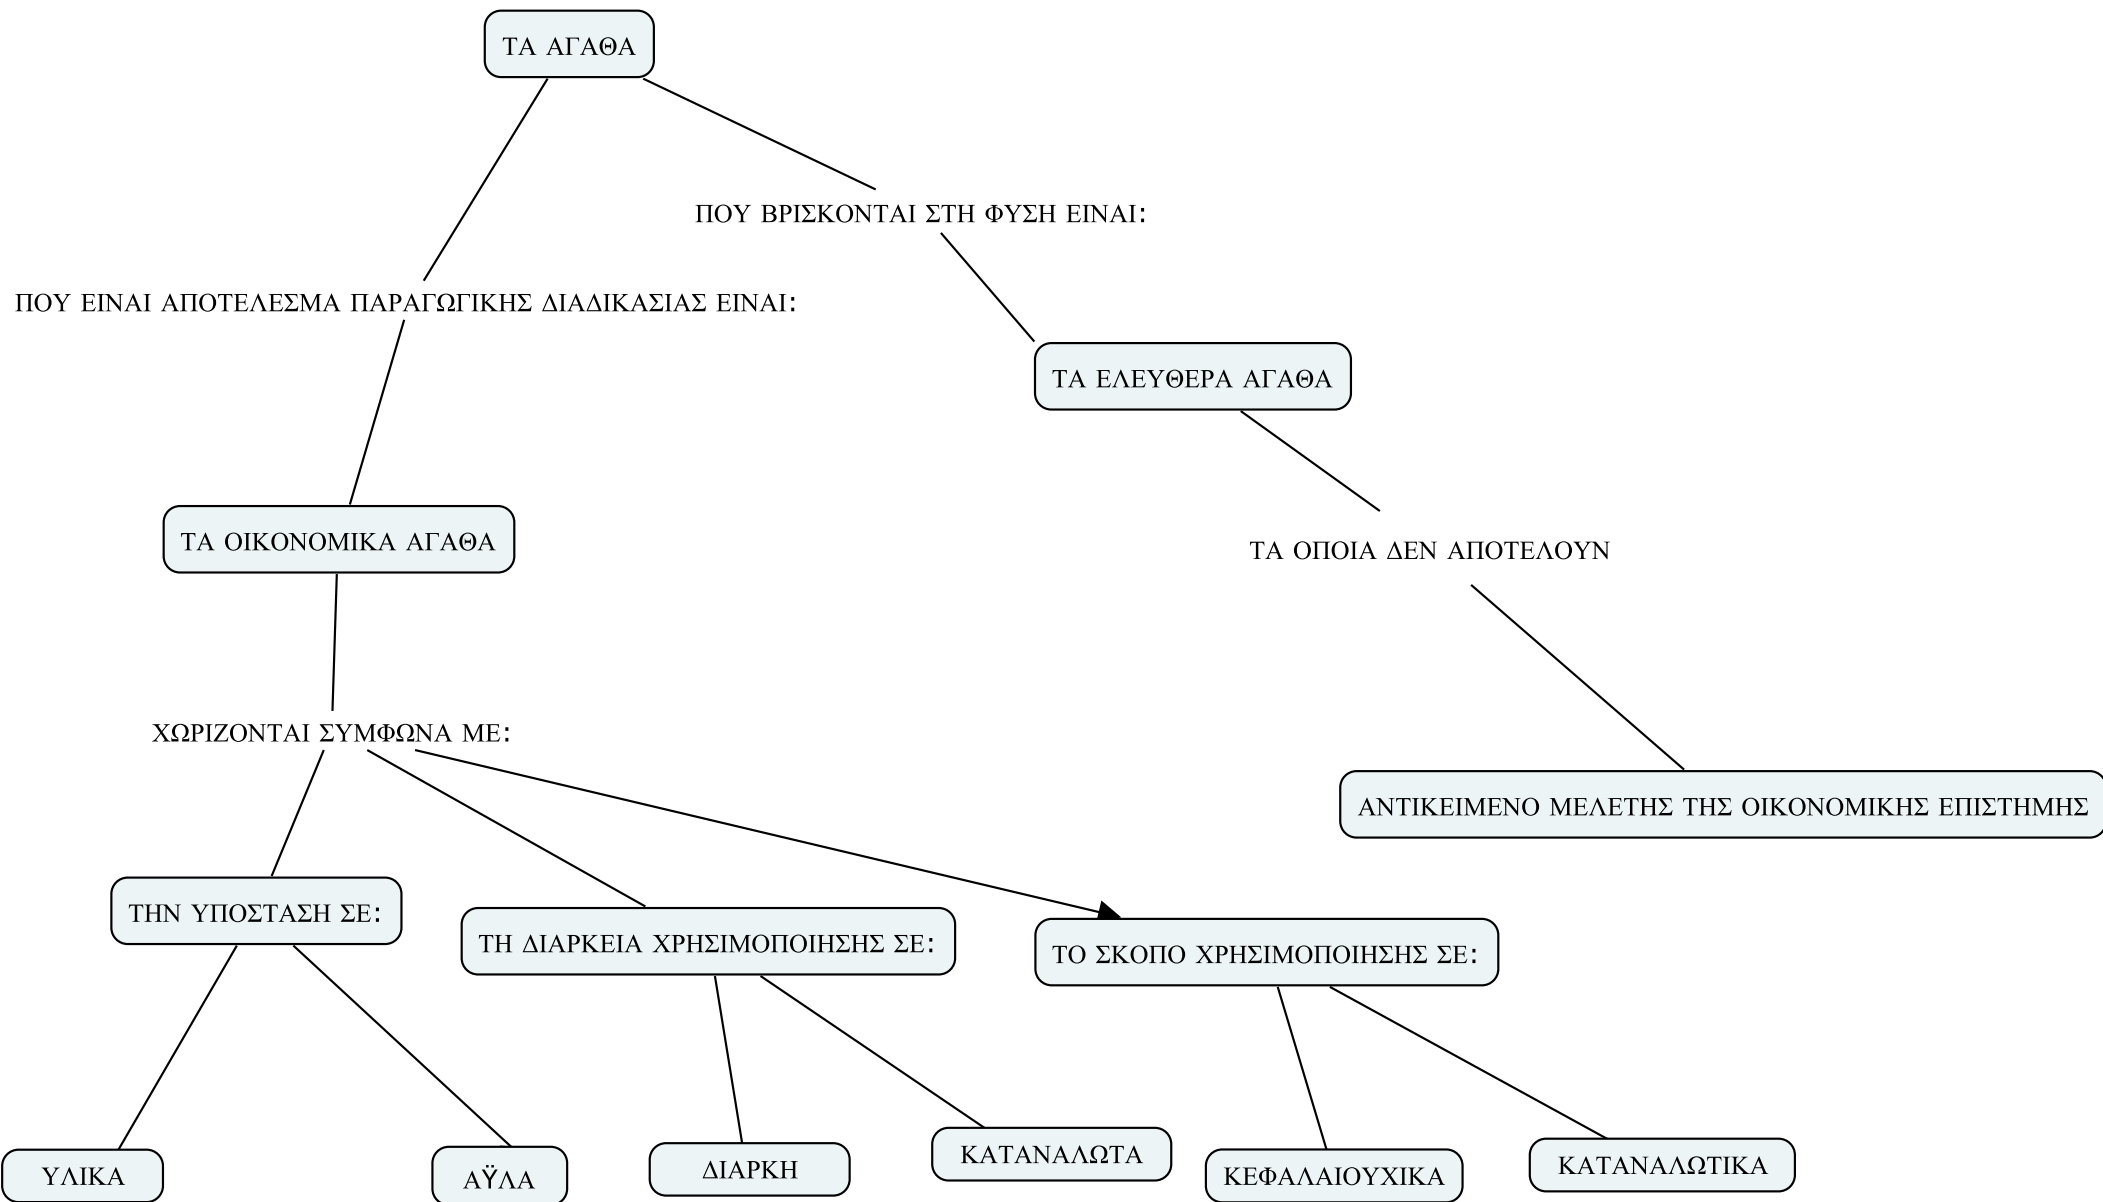 ΤΑ ΑΓΑΘΑ
ΠΟΥ ΒΡΙΣΚΟΝΤΑΙ ΣΤΗ ΦΥΣΗ ΕΙΝΑΙ:
ΠΟΥ ΕΙΝΑΙ ΑΠΟΤΕΛΕΣΜΑ ΠΑΡΑΓΩΓΙΚΗΣ ΔΙΑΔΙΚΑΣΙΑΣ ΕΙΝΑΙ:
ΤΑ ΕΛΕΥΘΕΡΑ ΑΓΑΘΑ
ΤΑ ΟΙΚΟΝΟΜΙΚΑ ΑΓΑΘΑ
ΤΑ ΟΠΟΙΑ ΔΕΝ ΑΠΟΤΕΛΟΥΝ
ΧΩΡΙΖΟΝΤΑΙ ΣΥΜΦΩΝΑ ΜΕ:
ΑΝΤΙΚΕΙΜΕΝΟ ΜΕΛΕΤΗΣ ΤΗΣ ΟΙΚΟΝΟΜΙΚΗΣ ΕΠΙΣΤΗΜΗΣ
ΤΗΝ ΥΠΟΣΤΑΣΗ ΣΕ:
ΤΗ ΔΙΑΡΚΕΙΑ ΧΡΗΣΙΜΟΠΟΙΗΣΗΣ ΣΕ:
ΤΟ ΣΚΟΠΟ ΧΡΗΣΙΜΟΠΟΙΗΣΗΣ ΣΕ:
ΥΛΙΚΑ
ΑΫΛΑ
ΔΙΑΡΚΗ
ΚΑΤΑΝΑΛΩΤΑ
ΚΕΦΑΛΑΙΟΥΧΙΚΑ
ΚΑΤΑΝΑΛΩΤΙΚΑ